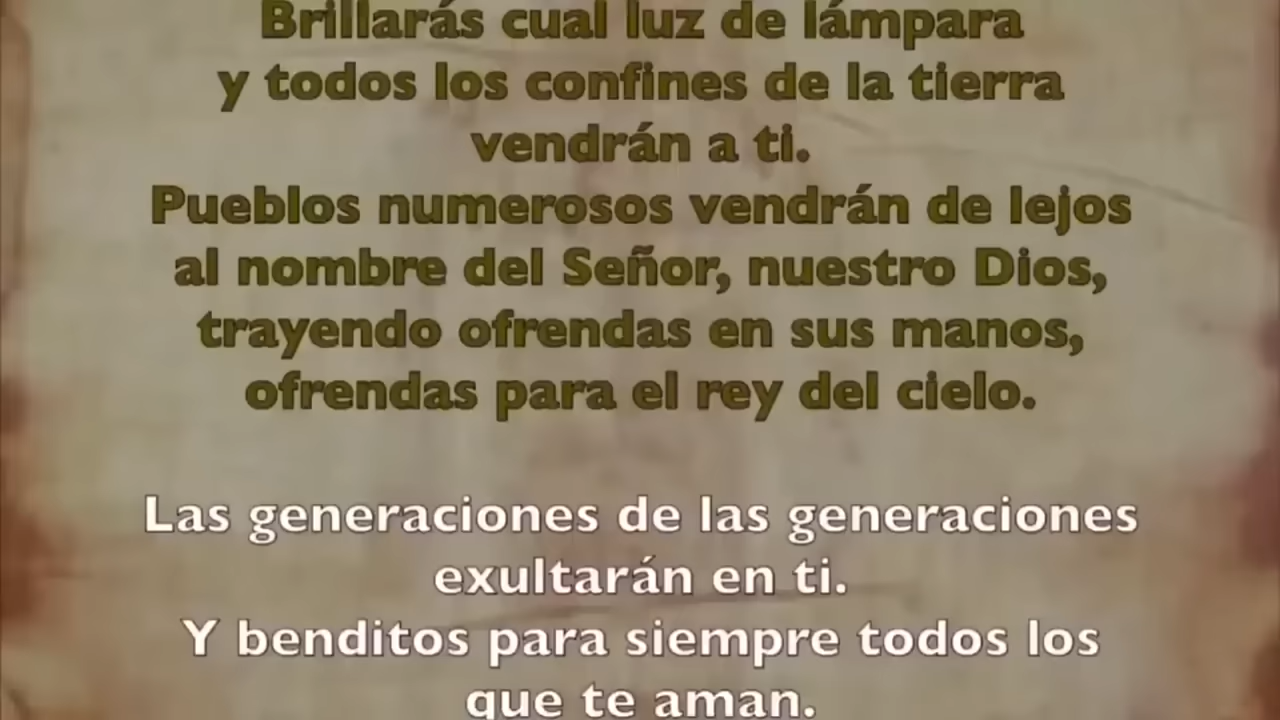 Brillarás cual luz de lámpara
y todos los confines de la tierra
vendrán a ti.
Pueblos numerosos vendrán de lejos
al nombre del Señor, nuestro Dios,
trayendo ofrendas en sus manos,
ofrendas para el rey del cielo.
Las generaciones de las generaciones
exultarán en ti.
Y benditos para siempre todos los
que te aman.